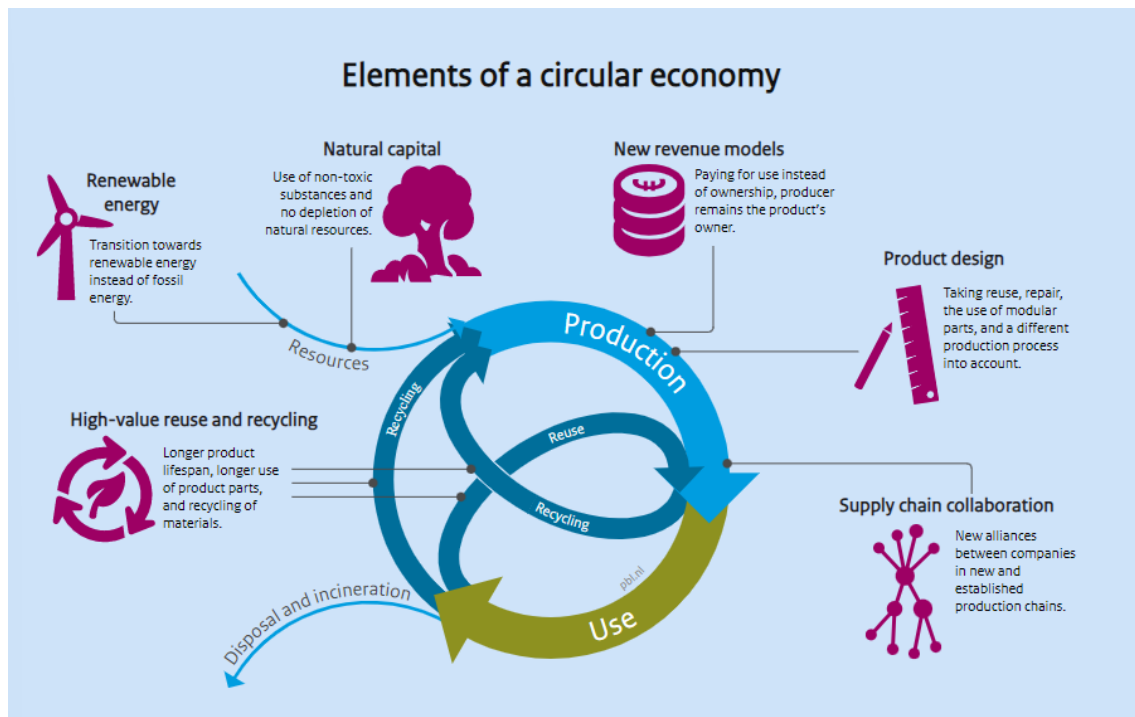 Elements of a circular economy
Renewable
energy
Transition towards
renewable energy
instead of fossil
energy.
Natural capital
Use of non-toxic
substances and
no depletion of
natural resources.
New revenue models
Paying for use instead
of ownership, producer
remains the product's
owner.
Product design
Taking reuse, repair,
the use of modular
parts, and a different
production process
into account.
Resources
Production
High-value reuse and recycling
Longer product
lifespan, longer use
of product parts,
and recycling of
materials.
Recycling
Reuse
Recycling
Supply chain collaboration
New alliances
between companies
in new and
established
production chains.
Use
pbl.nl
Disposal and incineration